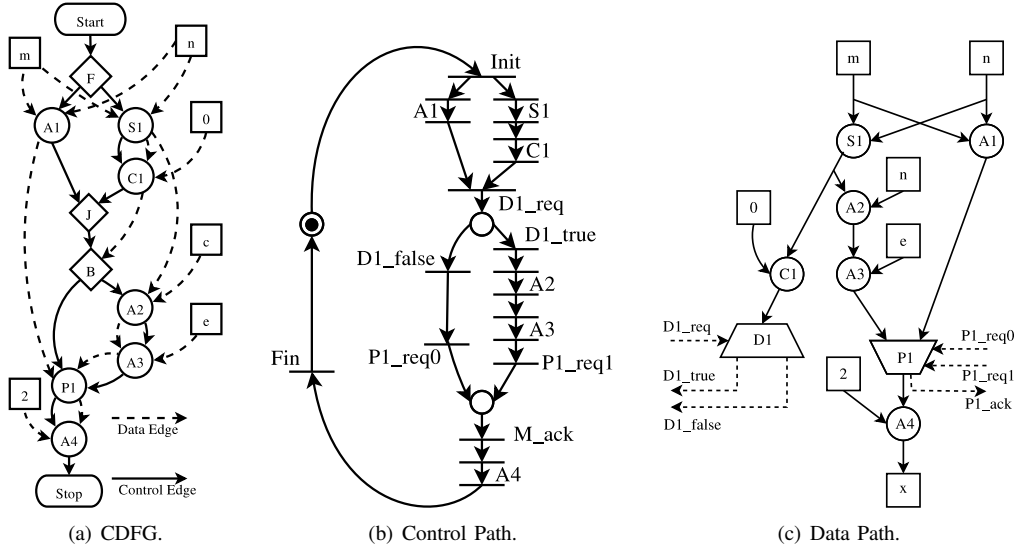 Start
m
n
F
A1
S1
0
C1
J
c
B
A2
e
A3
P1
2
A4
Data Edge
Stop
Control Edge
(a) CDFG.
Init
A1
S1
C1
D1_req
D1_true
D1_false
A2
A3
Fin
P1_req0
P1_req1
M_ack
A4
(b) Control Path.
m
n
S1
A1
n
0
A2
e
C1
A3
D1_req
D1
P1_req0
P1
P1_req1
D1_true
2
P1_ack
D1_false
A4
x
(c) Data Path.